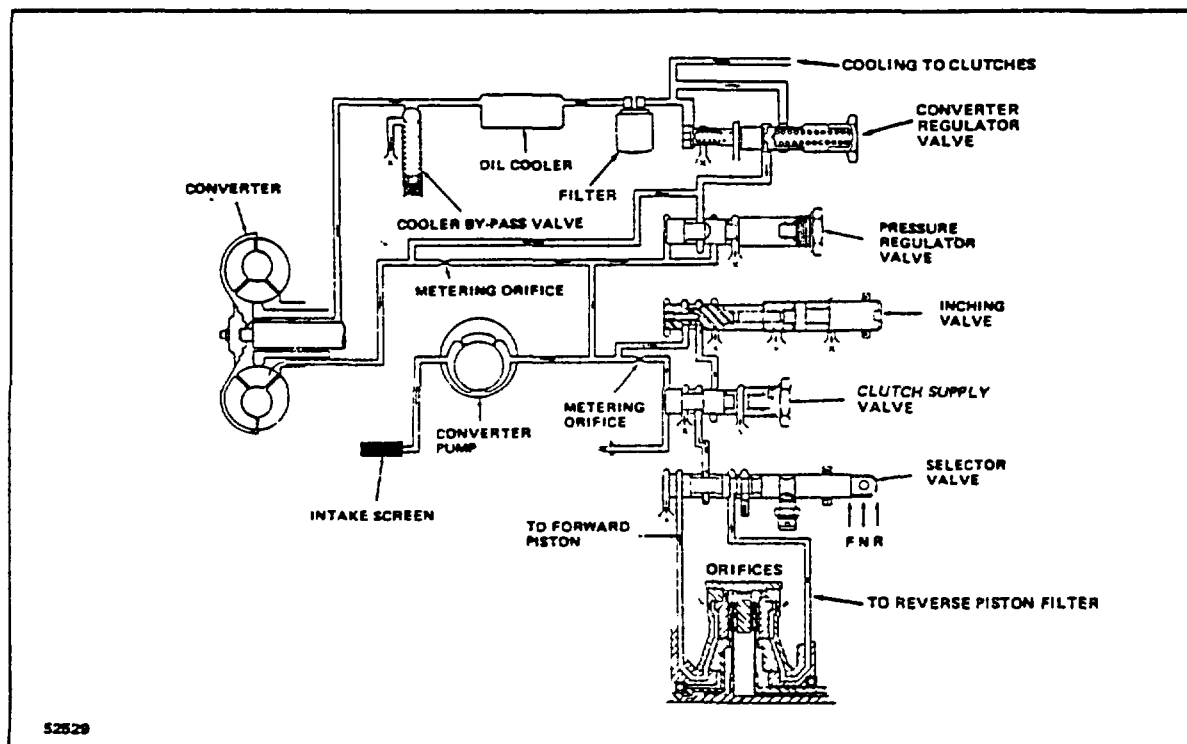 COOLING TO CLUTCHES
CONVERTER
REGULATOR
VALVE
OIL COOLER
FILTER
CONVERTER
COOLER BY-PASS VALVE
PRESSURE
REGULATOR
VALVE
METERING ORIFICE
INCHING
VALVE
METERING
ORIFICE
CLUTCH SUPPLY
VALVE
CONVERTER
PUMP
SELECTOR
VALVE
INTAKE SCREEN
TO FORWARD
PISTON
F N R
ORIFICES
TO REVERSE PISTON FILTER
52529